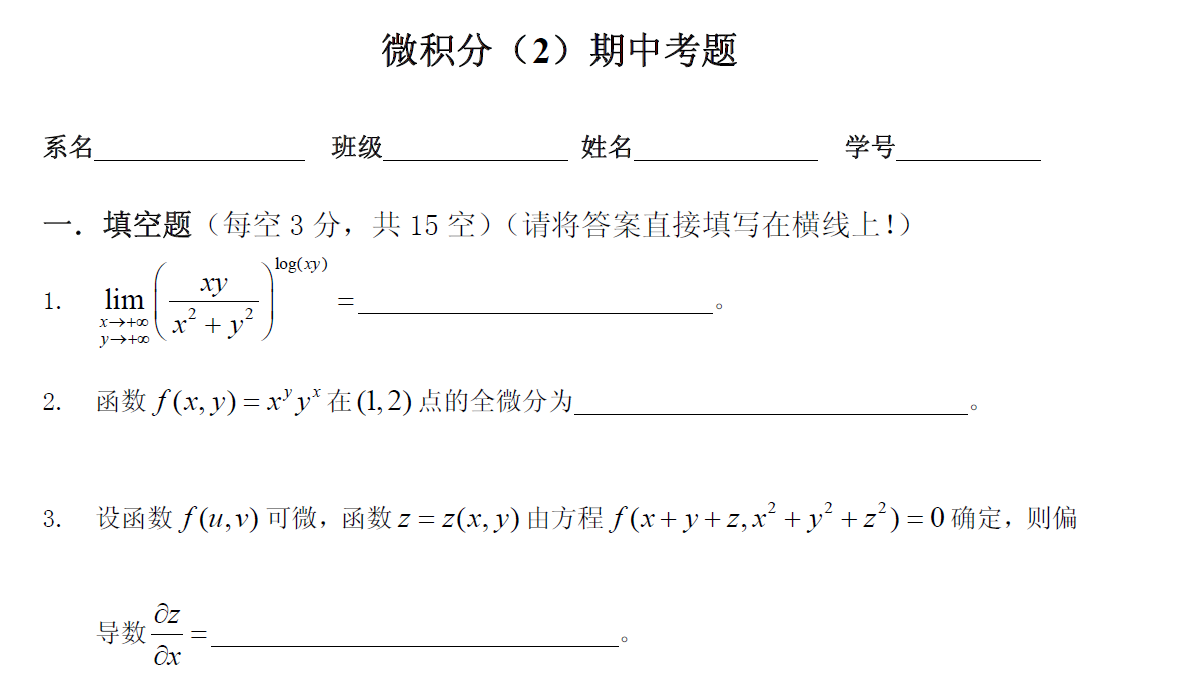 微积分（2）期中考题
系名________________ 班级______________ 姓名______________ 学号___________
一．填空题（每空 3 分，共 15 空）（请将答案直接填写在横线上!）
1. $\lim\limits_{\substack{x\to+\infty\\y\to+\infty}}\left(\frac{xy}{x^2+y^2}\right)^{\log(xy)}=$____________________________。
2. 函数 $f(x,y)=x^y y^x$ 在 $(1,2)$ 点的全微分为______________________________。
3. 设函数 $f(u,v)$ 可微，函数 $z=z(x,y)$ 由方程 $f(x+y+z,x^2+y^2+z^2)=0$ 确定，则偏
导数 $\frac{\partial z}{\partial x}=$________________________________。